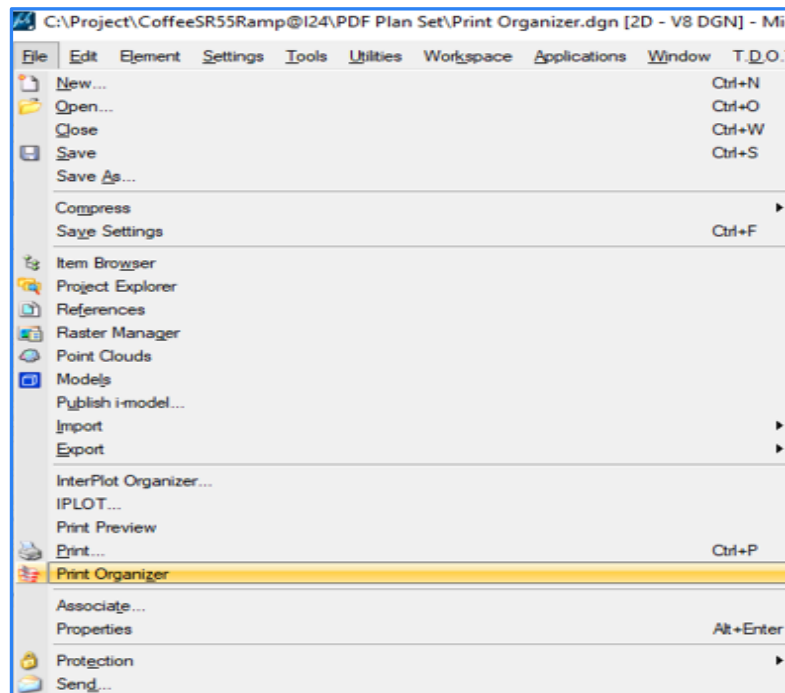 C:\Project\CoffeeSR55Ramp@I24\PDF Plan Set\Print Organizer.dgn [2D - V8 DGN] - Mi
File Edit Element Settings Tools Utilities Workspace Applications Window T.D.O.
New... Ctrl+N
Open... Ctrl+O
Close Ctrl+W
Save Ctrl+S
Save As...
Compress
Save Settings Ctrl+F
Item Browser
Project Explorer
References
Raster Manager
Point Clouds
Models
Publish i-model...
Import
Export
InterPlot Organizer...
IPLOT...
Print Preview
Print... Ctrl+P
Print Organizer
Associate...
Properties Alt+Enter
Protection
Send...